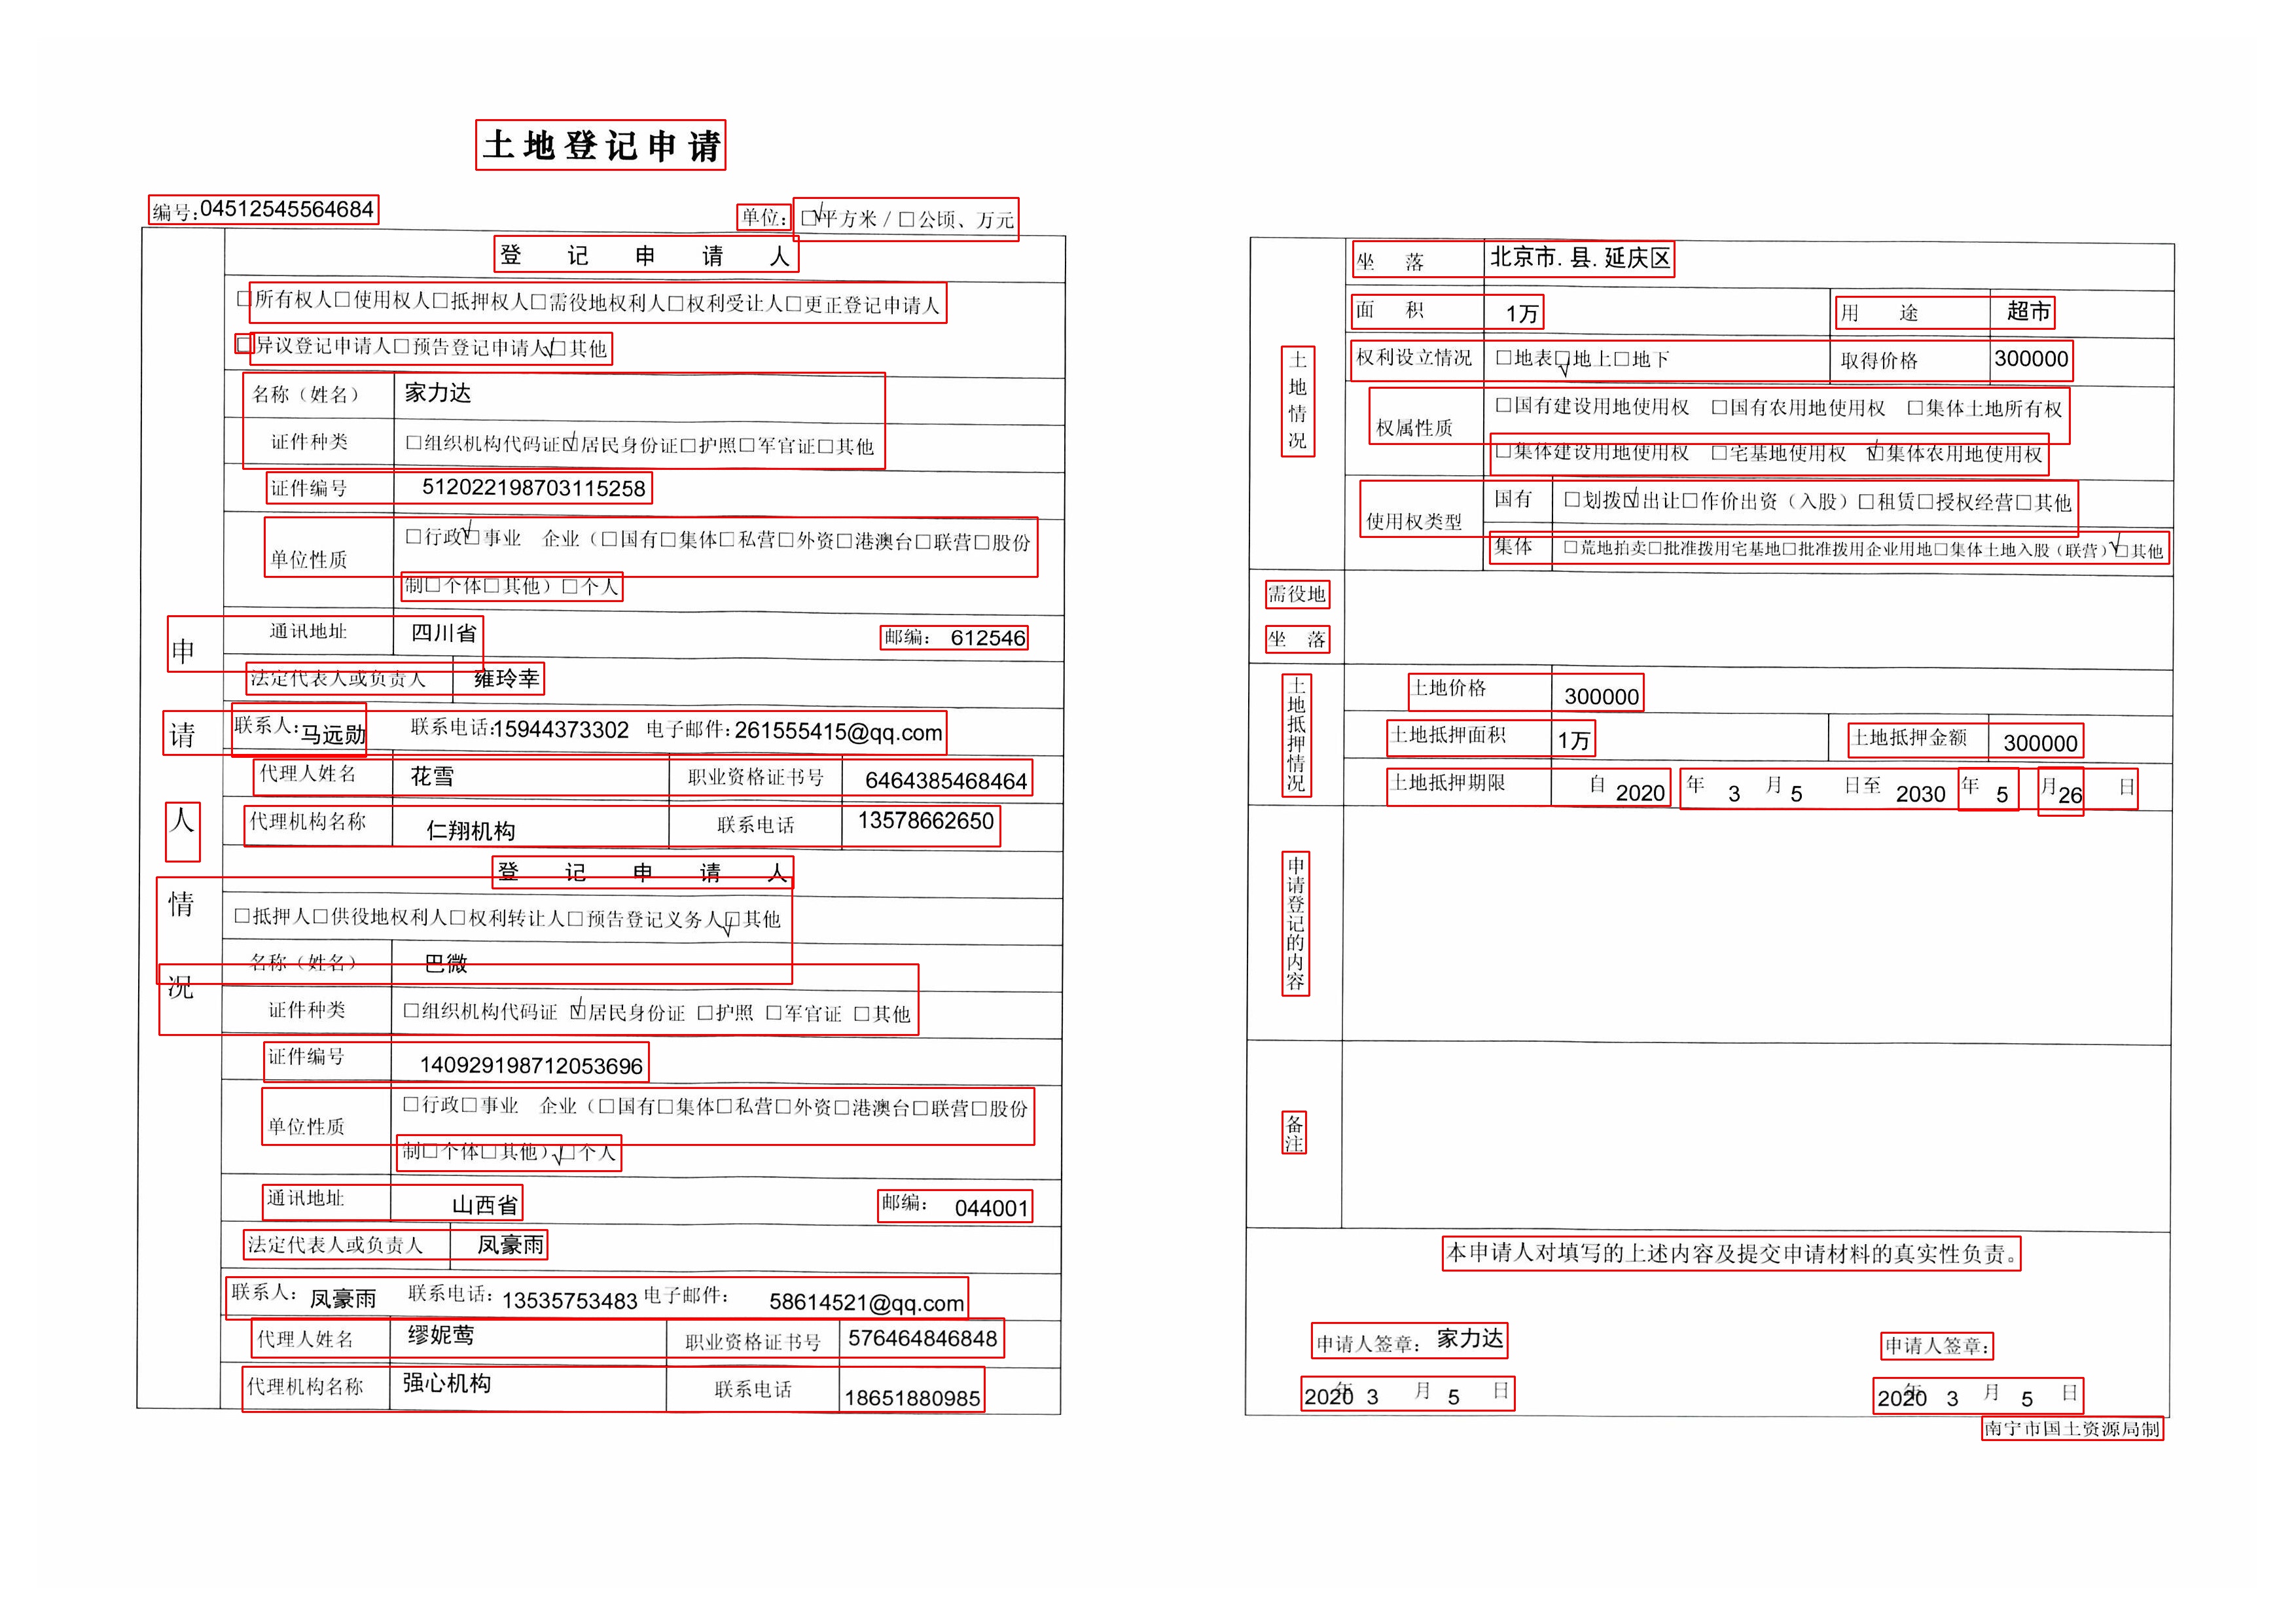 土地登记申请
编号:04512545564684 单位: □√平方米/□公顷、万元
登记申请人
□所有权人□使用权人□抵押权人□需役地权利人□权利受让人□更正登记申请人
□异议登记申请人□预告登记申请人√□其他
名称（姓名） 家力达
证件种类 □组织机构代码证☑居民身份证□护照□军官证□其他
证件编号 512022198703115258
单位性质 □行政√□事业 企业（□国有□集体□私营□外资□港澳台□联营□股份
制□个体□其他）□个人
申请人情况
通讯地址 四川省 邮编: 612546
法定代表人或负责人 雍玲幸
联系人:马远勋 联系电话:15944373302 电子邮件:261555415@qq.com
代理人姓名 花雪 职业资格证书号 6464385468464
代理机构名称 仁翔机构 联系电话 13578662650
登记申请人
□抵押人□供役地权利人□权利转让人□预告登记义务人☑其他
名称（姓名） 巴微
证件种类 □组织机构代码证 ☑居民身份证 □护照 □军官证 □其他
证件编号 140929198712053696
单位性质 □行政□事业 企业（□国有□集体□私营□外资□港澳台□联营□股份
制□个体□其他）√□个人
通讯地址 山西省 邮编: 044001
法定代表人或负责人 凤豪雨
联系人: 凤豪雨 联系电话: 13535753483 电子邮件: 58614521@qq.com
代理人姓名 缪妮莺 职业资格证书号 576464846848
代理机构名称 强心机构 联系电话 18651880985
土地情况
坐落 北京市.县.延庆区
面积 1万 用途 超市
权利设立情况 □地表☑地上□地下 取得价格 300000
权属性质 □国有建设用地使用权 □国有农用地使用权 □集体土地所有权
□集体建设用地使用权 □宅基地使用权 ☑集体农用地使用权
使用权类型 国有 □划拨☑出让□作价出资（入股）□租赁□授权经营□其他
集体 □荒地拍卖□批准拨用宅基地□批准拨用企业用地□集体土地入股（联营）√□其他
需役地
坐落
土地抵押情况
土地价格 300000
土地抵押面积 1万 土地抵押金额 300000
土地抵押期限 自 2020 年 3 月 5 日至 2030 年 5 月 26 日
申请登记的内容
备注
本申请人对填写的上述内容及提交申请材料的真实性负责。
申请人签章: 家力达 申请人签章:
2020年 3 月 5 日 2020年 3 月 5 日
南宁市国土资源局制